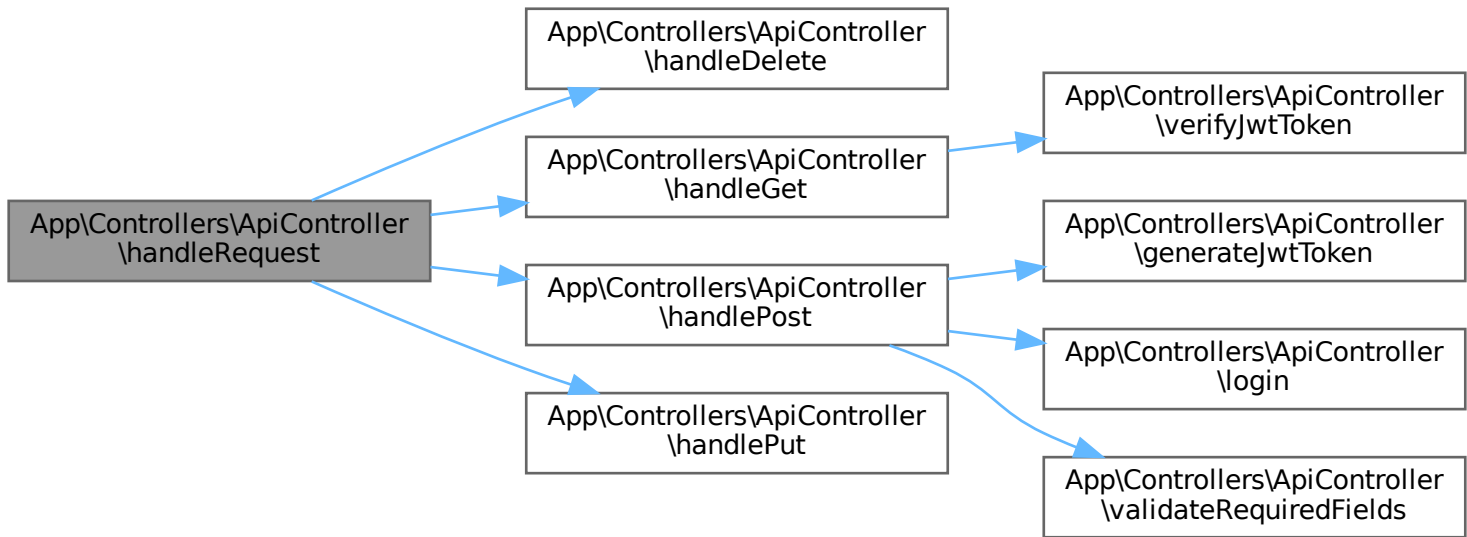 App\Controllers\ApiController
\handleRequest
App\Controllers\ApiController
\handleDelete
App\Controllers\ApiController
\handleGet
App\Controllers\ApiController
\handlePost
App\Controllers\ApiController
\handlePut
App\Controllers\ApiController
\verifyJwtToken
App\Controllers\ApiController
\generateJwtToken
App\Controllers\ApiController
\login
App\Controllers\ApiController
\validateRequiredFields